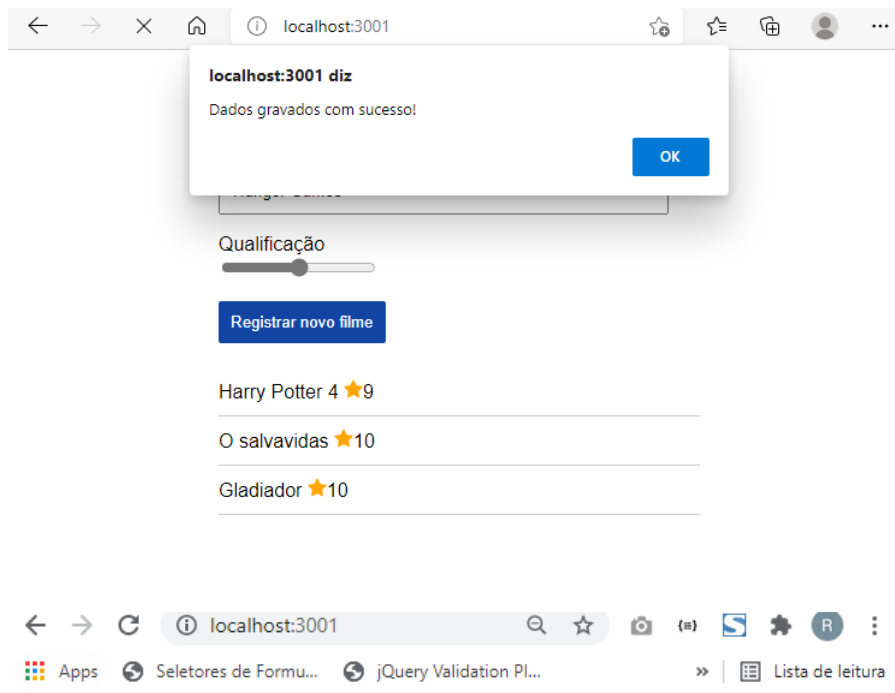 localhost:3001
localhost:3001 diz
Dados gravados com sucesso!
OK
Qualificação
Registrar novo filme
Harry Potter 4 ★9
O salvavidas ★10
Gladiador ★10
localhost:3001
{≡} S R
Apps Seletores de Formu... jQuery Validation Pl... » Lista de leitura